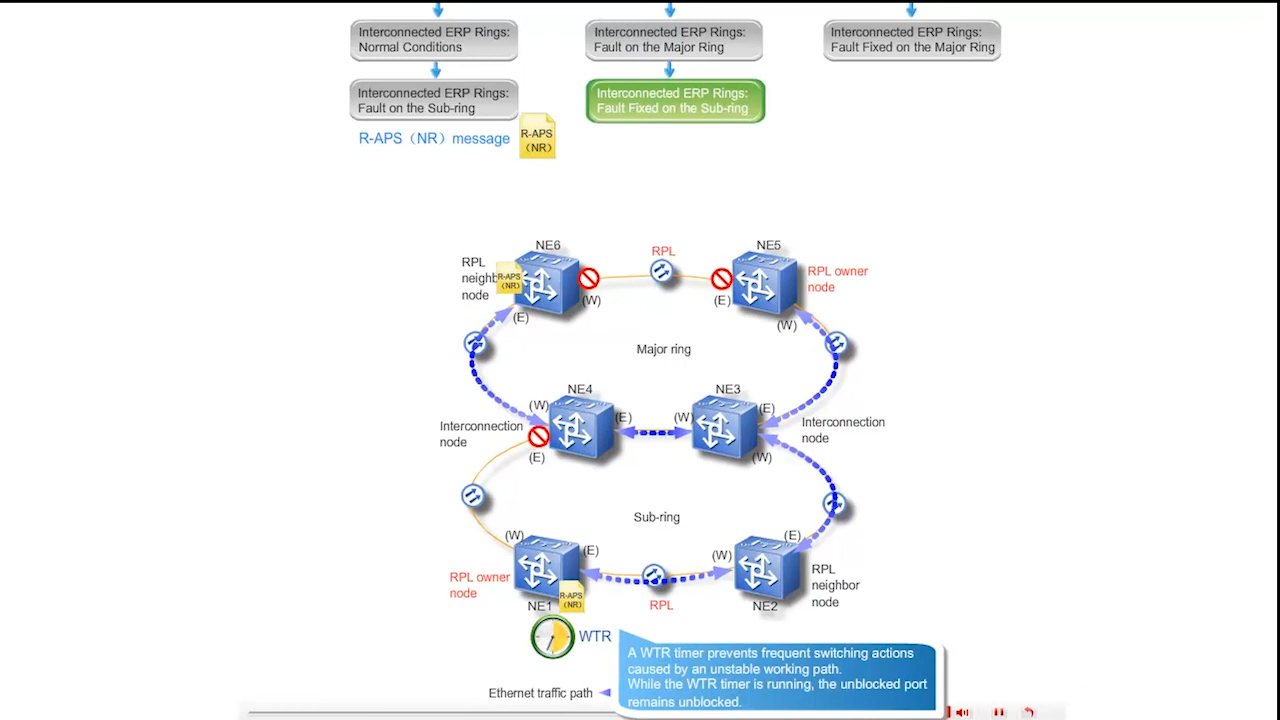 Interconnected ERP Rings:
Normal Conditions
Interconnected ERP Rings:
Fault on the Major Ring
Interconnected ERP Rings:
Fault Fixed on the Major Ring
Interconnected ERP Rings:
Fault on the Sub-ring
Interconnected ERP Rings:
Fault Fixed on the Sub-ring
R-APS（NR）message
R-APS
（NR）
NE6
RPL
NE5
RPL
neighb
node
R-APS
(NR)
(W)
(E)
RPL owner
node
(E)
(W)
Major ring
NE4
NE3
(W)
(E)
(W)
(E)
Interconnection
node
Interconnection
node
(E)
(W)
Sub-ring
(W)
(E)
(W)
(E)
RPL owner
node
RPL
neighbor
node
NE1
R-APS
(NR)
RPL
NE2
WTR
A WTR timer prevents frequent switching actions
caused by an unstable working path.
While the WTR timer is running, the unblocked port
remains unblocked.
Ethernet traffic path